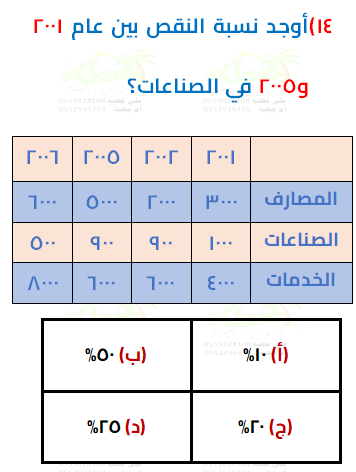 ١٤)أوجد نسبة النقص بين عام ٢٠٠١
و٢٠٠٥ في الصناعات؟
٢٠٠١ ٢٠٠٢ ٢٠٠٥ ٢٠٠٦
المصارف ٣٠٠٠ ٢٠٠٠ ٥٠٠٠ ٦٠٠٠
الصناعات ١٠٠٠ ٩٠٠ ٩٠٠ ٥٠٠
الخدمات ٤٠٠٠ ٦٠٠٠ ٦٠٠٠ ٨٠٠٠
(أ) ١٠% (ب) ٥٠%
(ج) ٢٠% (د) ٢٥%